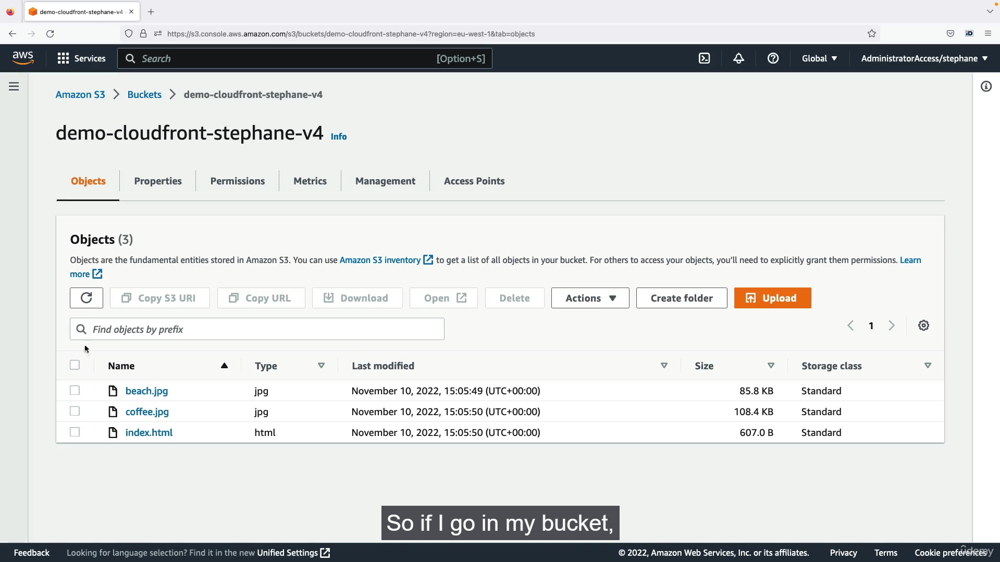 demo-cloudfront-stephane-v4
https://s3.console.aws.amazon.com/s3/buckets/demo-cloudfront-stephane-v4?region=eu-west-1&tab=objects
iD
aws
Services
Search
[Option+S]
Global
AdministratorAccess/stephane
Amazon S3
Buckets
demo-cloudfront-stephane-v4
demo-cloudfront-stephane-v4 Info
Objects
Properties
Permissions
Metrics
Management
Access Points
Objects (3)
Objects are the fundamental entities stored in Amazon S3. You can use Amazon S3 inventory to get a list of all objects in your bucket. For others to access your objects, you'll need to explicitly grant them permissions. Learn
more
Copy S3 URI
Copy URL
Download
Open
Delete
Actions
Create folder
Upload
Find objects by prefix
1
Name Type Last modified Size Storage class
beach.jpg jpg November 10, 2022, 15:05:49 (UTC+00:00) 85.8 KB Standard
coffee.jpg jpg November 10, 2022, 15:05:50 (UTC+00:00) 108.4 KB Standard
index.html html November 10, 2022, 15:05:50 (UTC+00:00) 607.0 B Standard
So if I go in my bucket,
Feedback
Looking for language selection? Find it in the new Unified Settings
© 2022, Amazon Web Services, Inc. or its affiliates.
Privacy
Terms
Cookie preferences
ûdemy